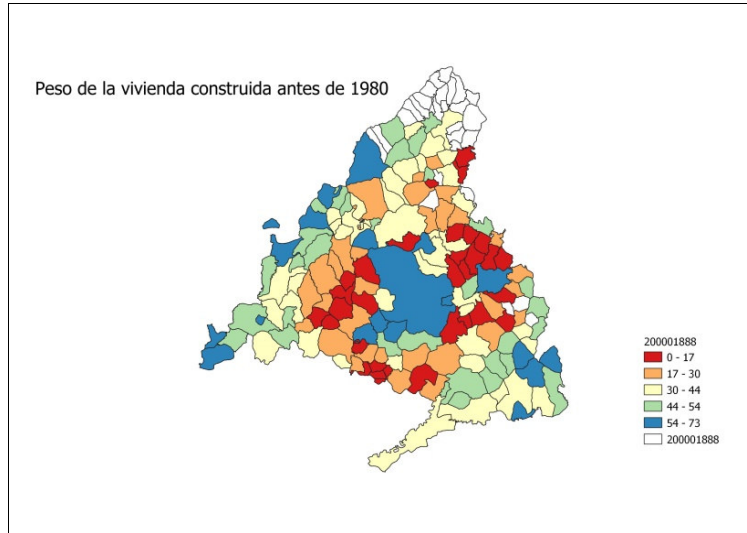 Peso de la vivienda construida antes de 1980
200001888
0 - 17
17 - 30
30 - 44
44 - 54
54 - 73
200001888